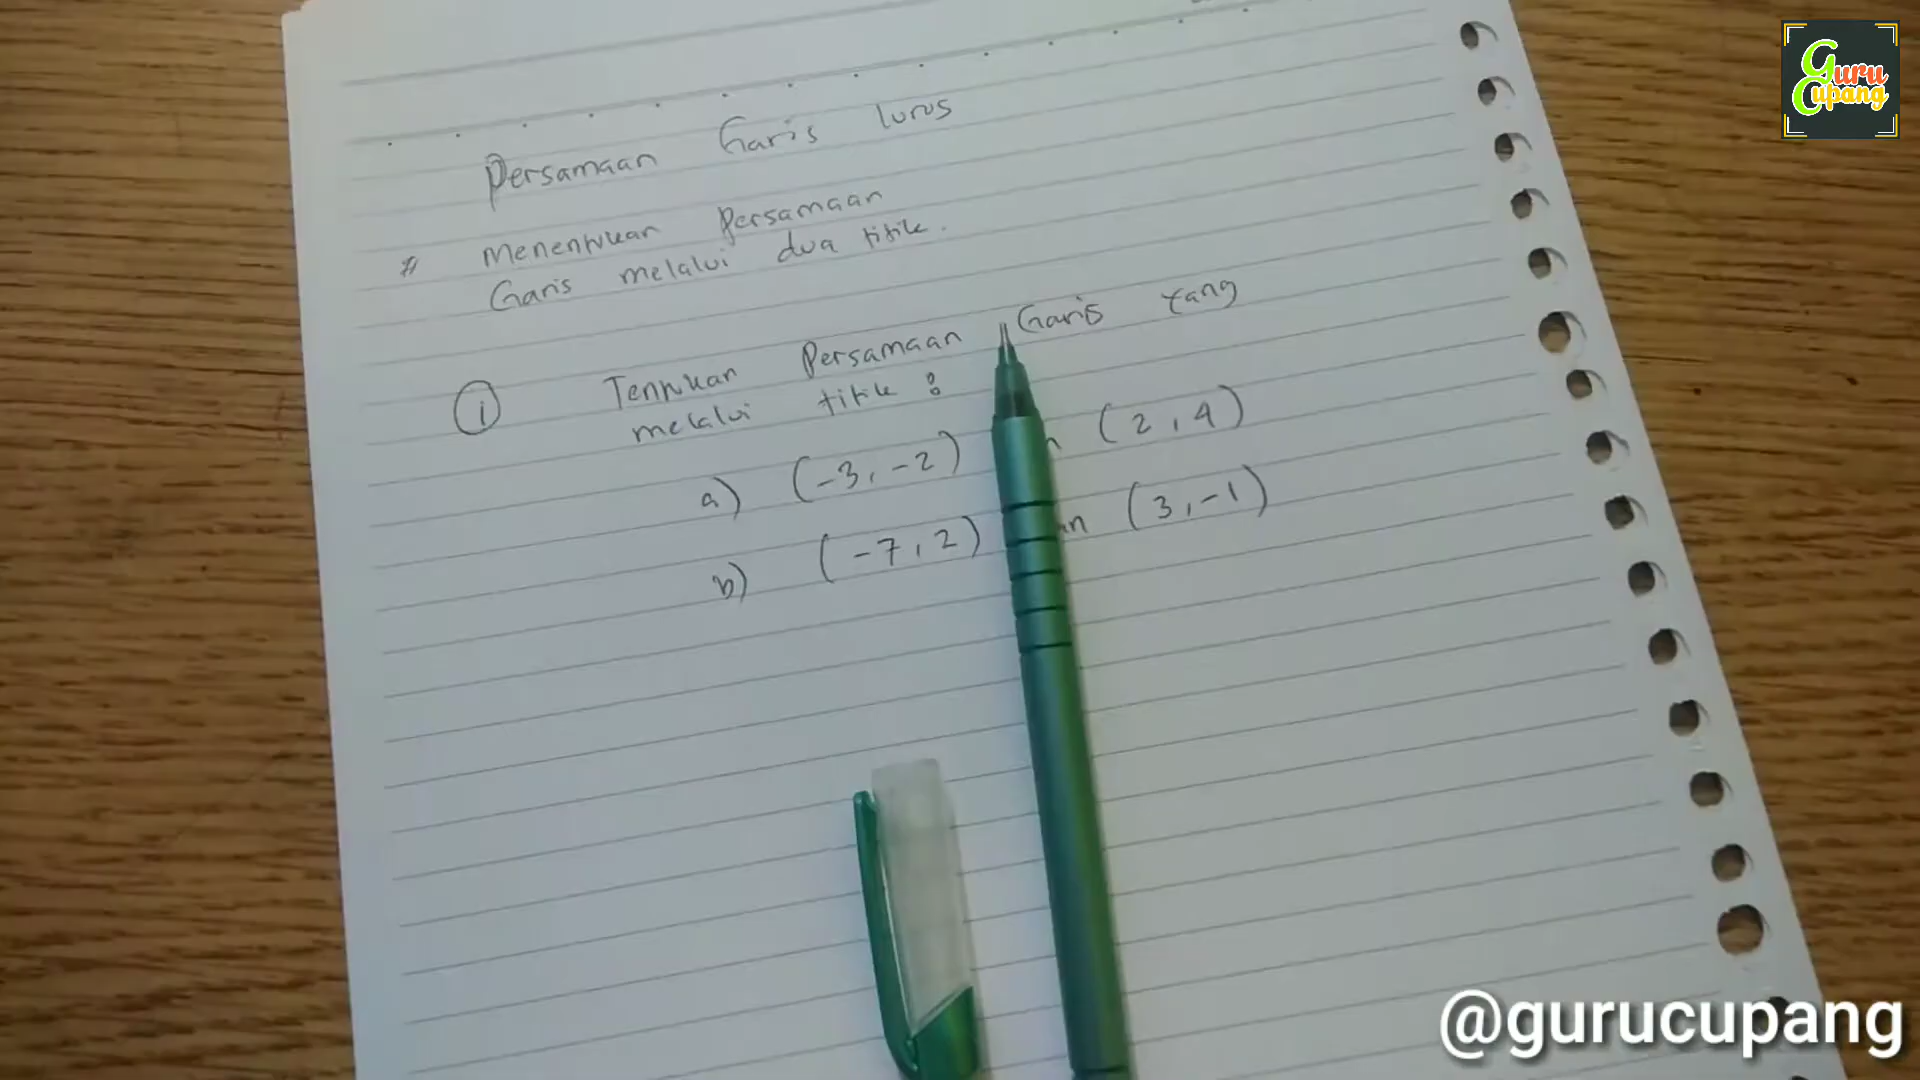 Guru
Cupang
Persamaan Garis lurus
# Menentukan Persamaan
Garis melalui dua titik.
1 Tentukan Persamaan Garis Yang
melalui titik :
a) (-3, -2) n (2, 4)
b) (-7, 2) an (3, -1)
@gurucupang